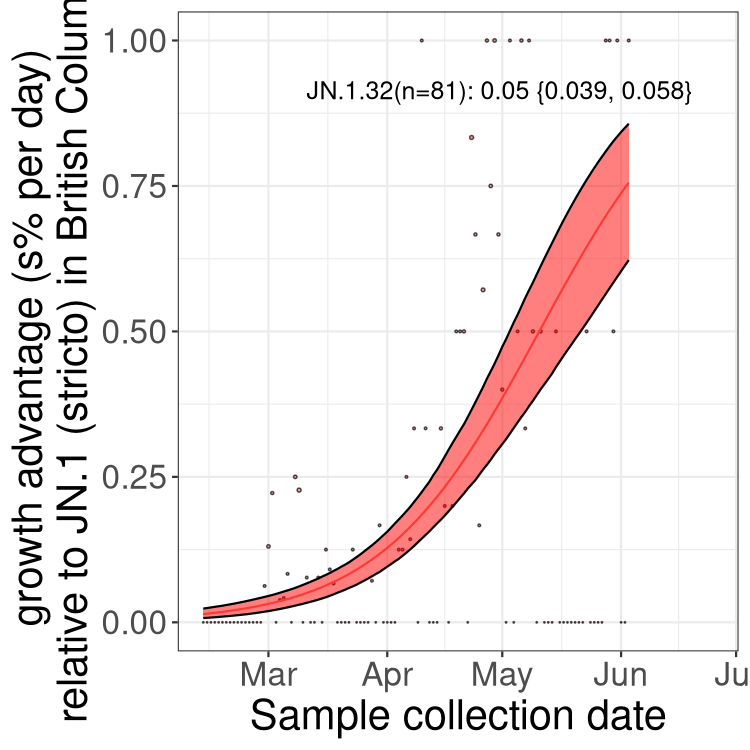 growth advantage (s% per day)
relative to JN.1 (stricto) in British Colum
1.00
0.75
0.50
0.25
0.00
JN.1.32(n=81): 0.05 {0.039, 0.058}
Mar Apr May Jun Ju
Sample collection date